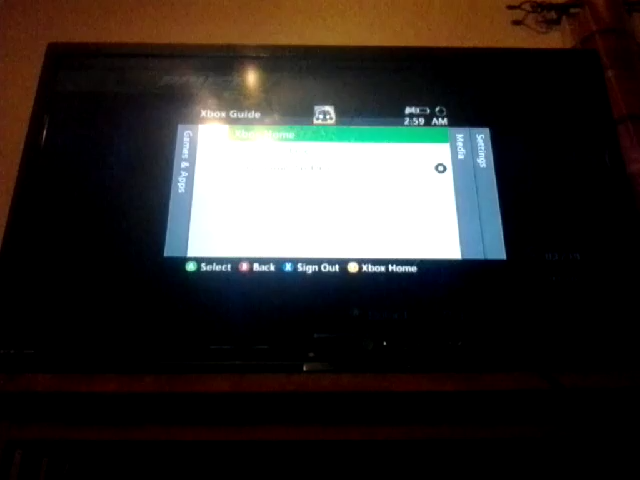 Xbox Guide
2:59 AM
Xbox Home
Games & Apps
Media
Settings
A Select B Back X Sign Out Y Xbox Home